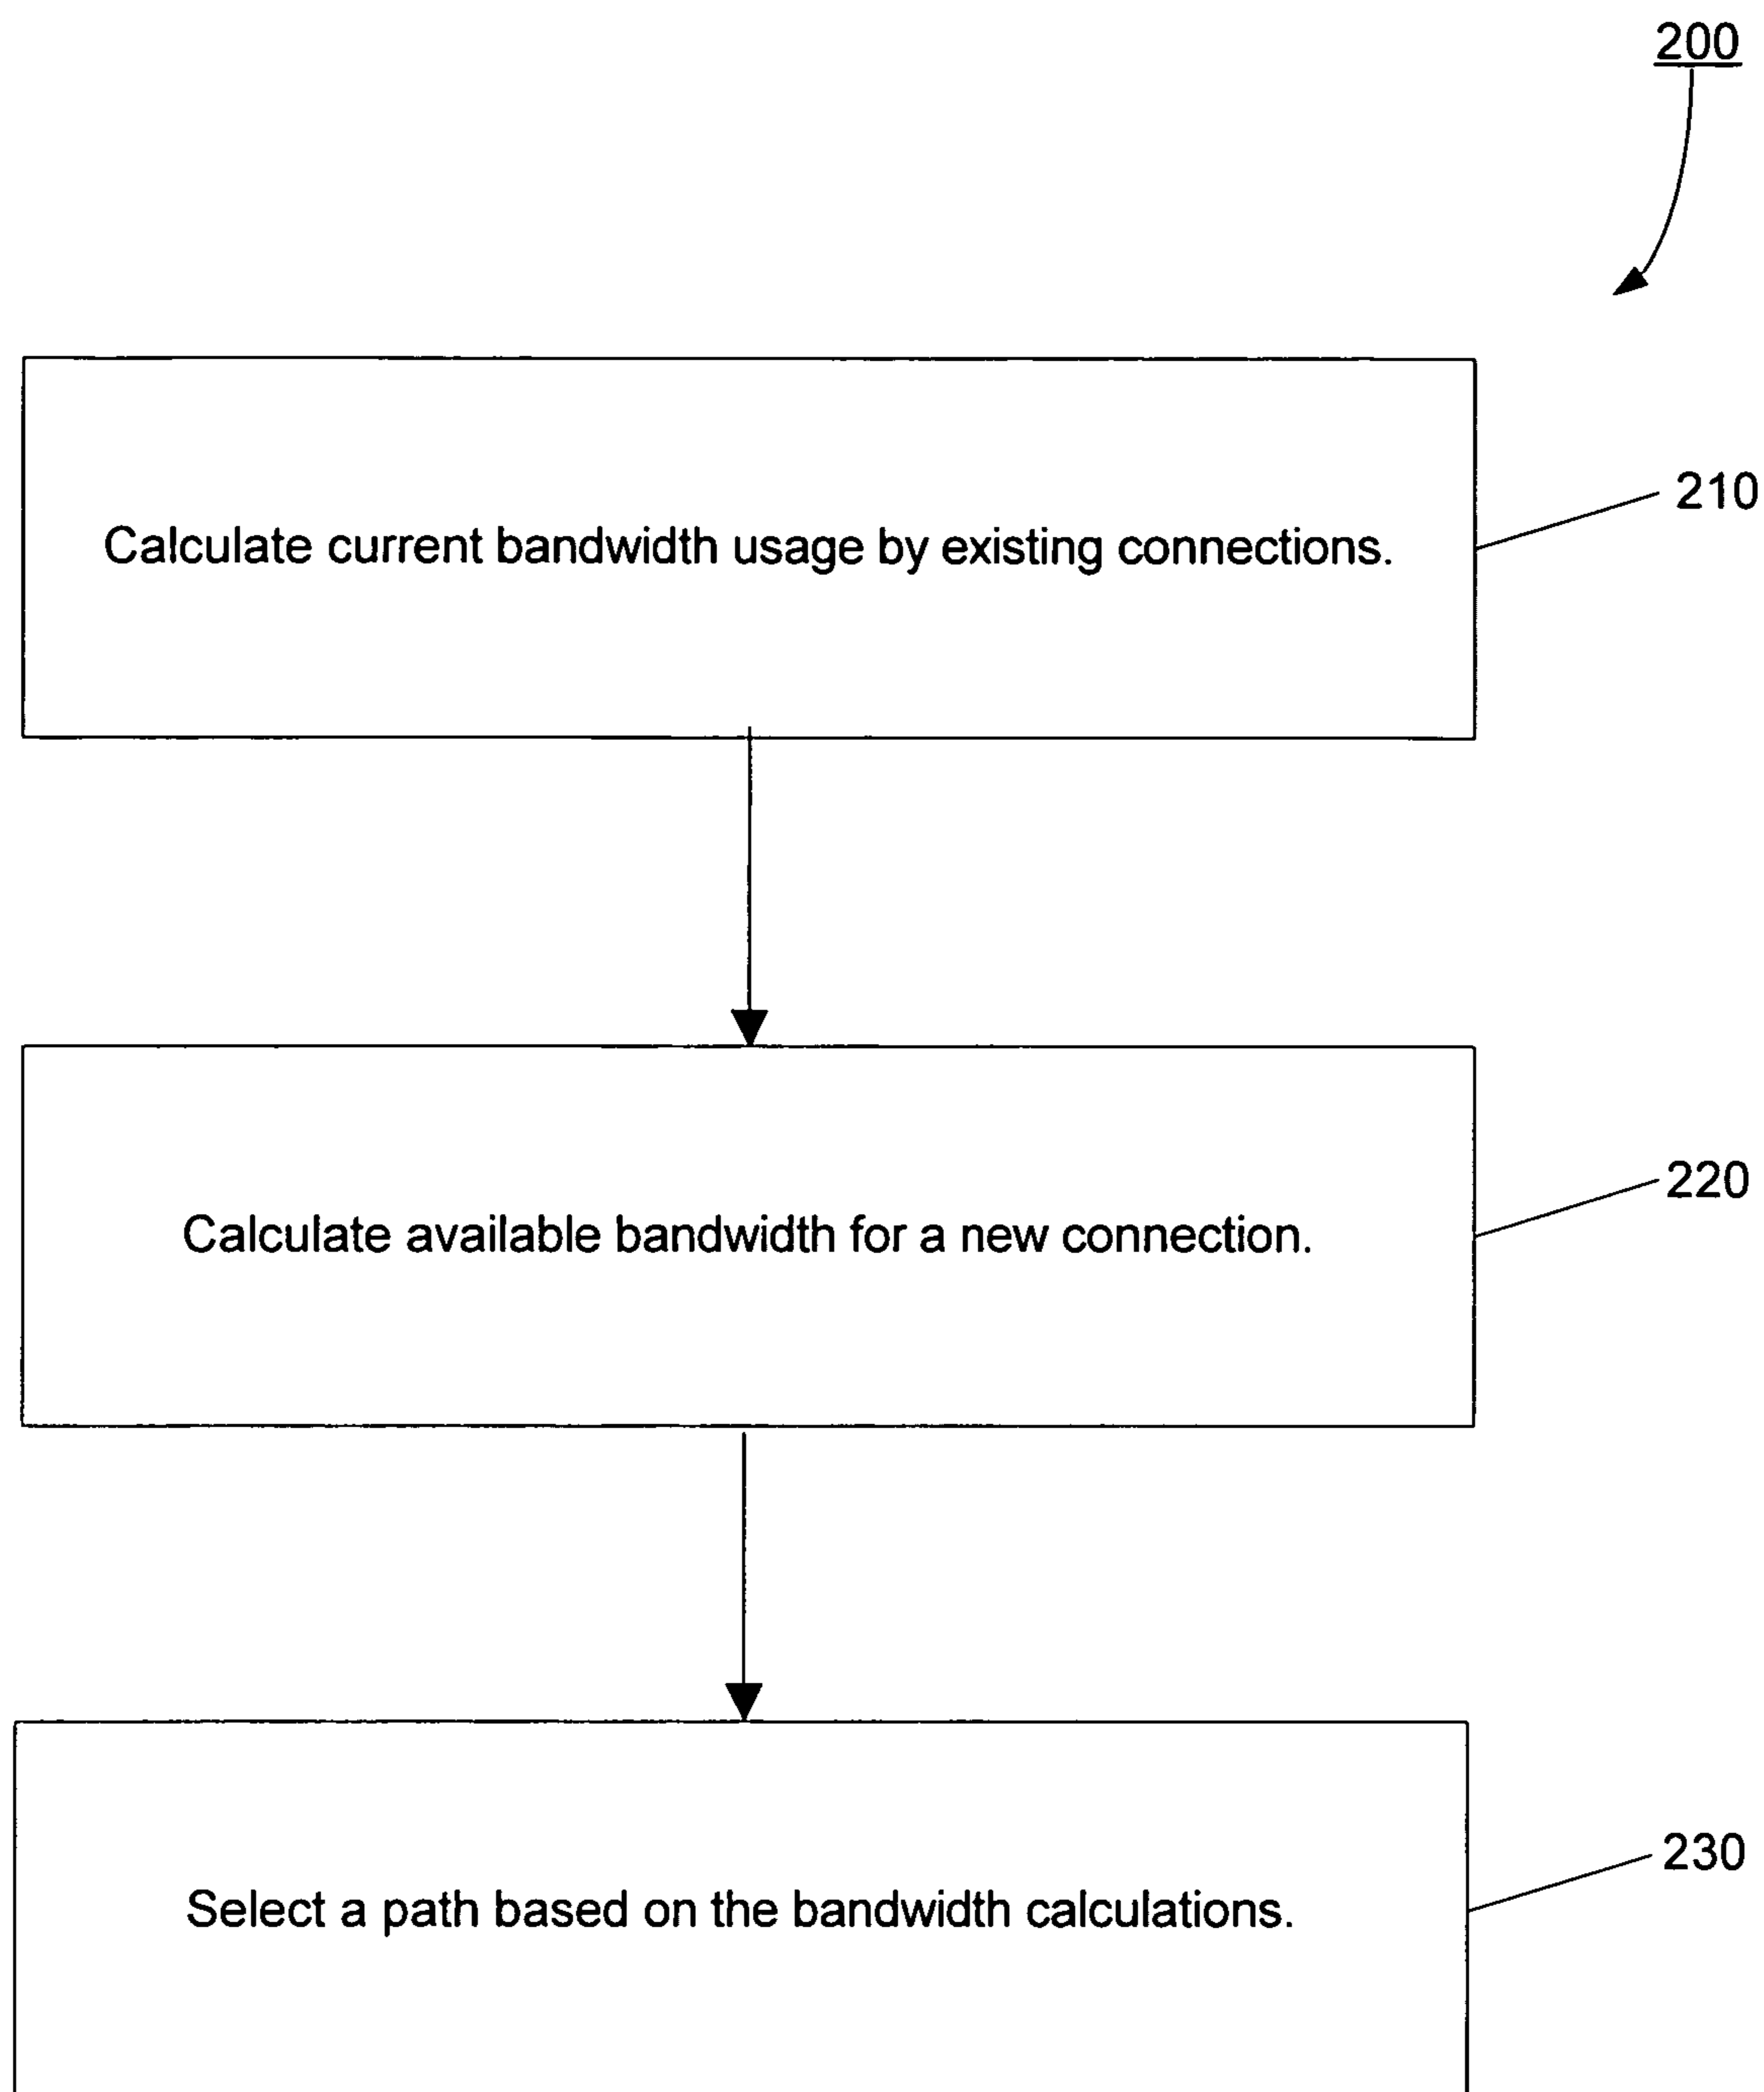 200
Calculate current bandwidth usage by existing connections.
210
Calculate available bandwidth for a new connection.
220
Select a path based on the bandwidth calculations.
230